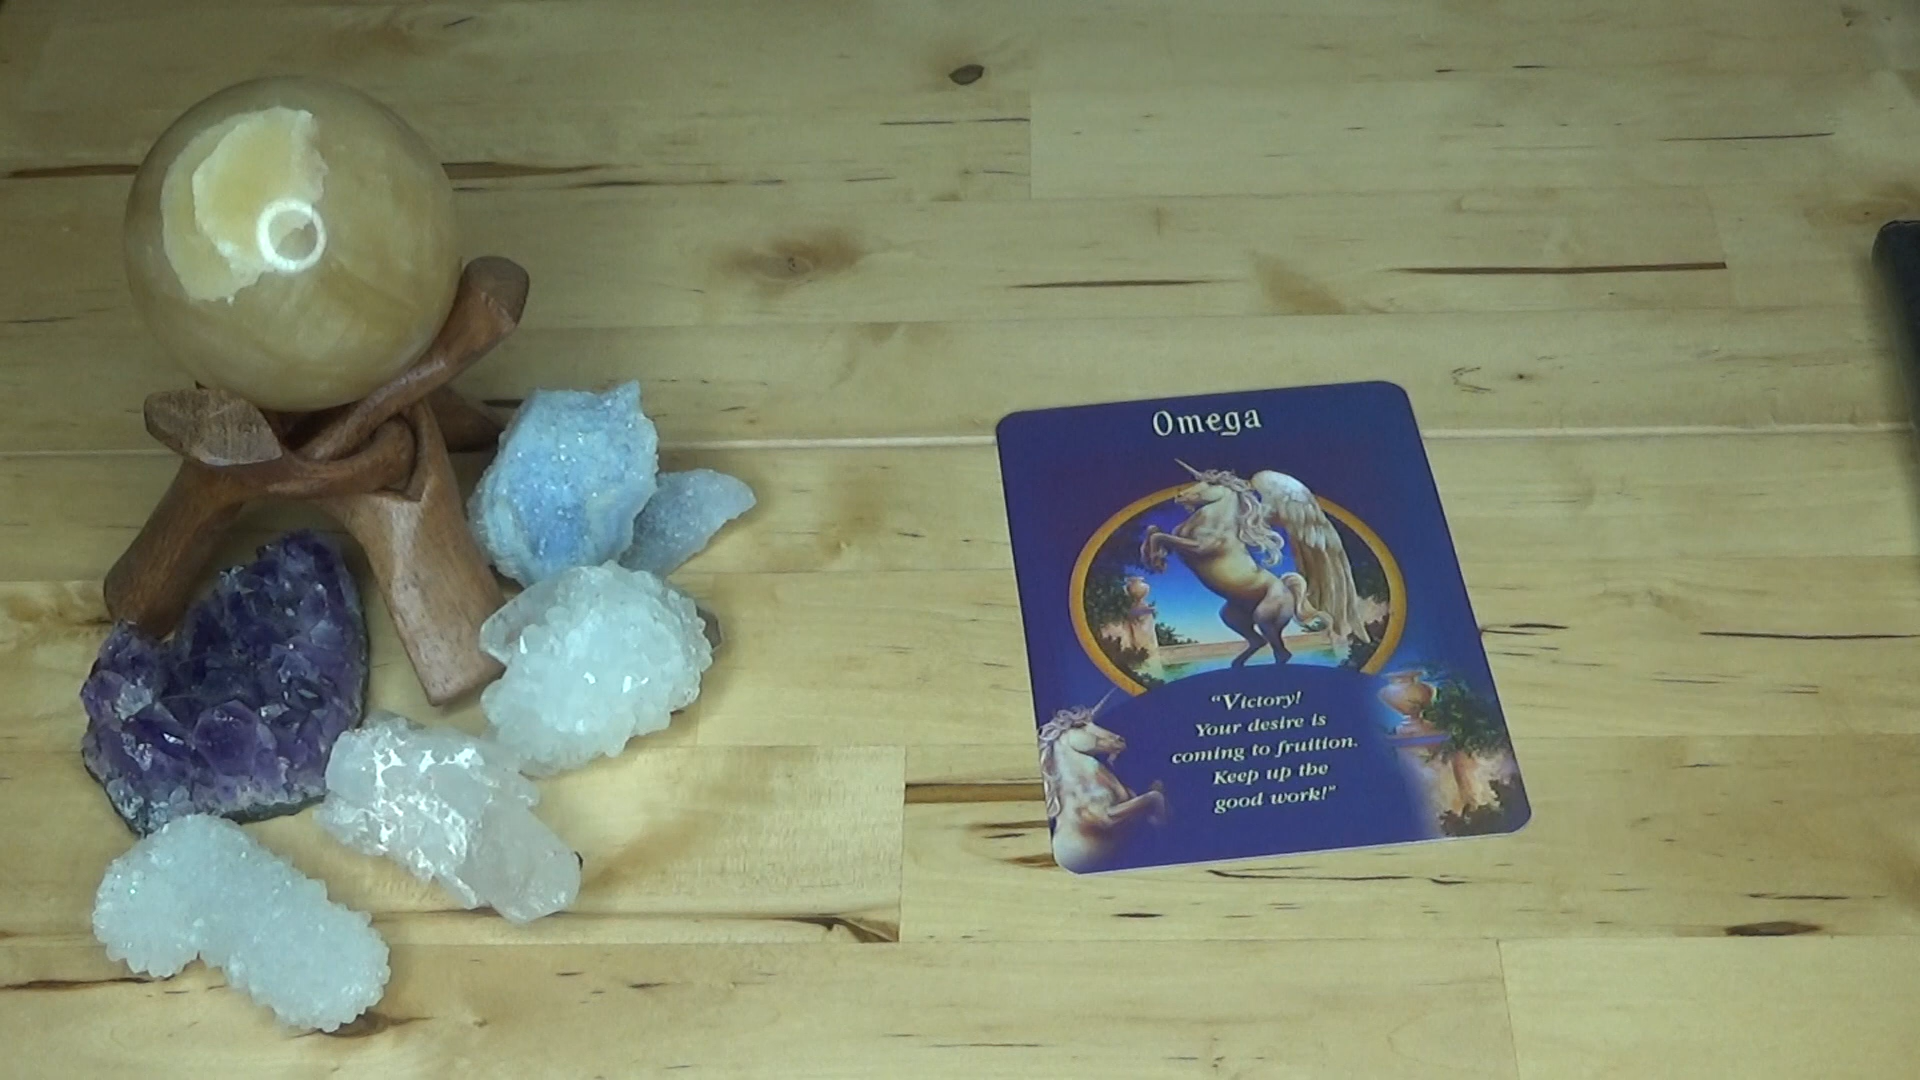 Omega
"Victory!
Your desire is
coming to fruition.
Keep up the
good work!"